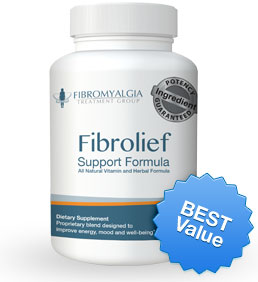 FIBROMYALGIA
TREATMENT GROUP
POTENCY
Ingredient
GUARANTEED
Fibrolief
Support Formula
All Natural Vitamin and Herbal Formula
Dietary Supplement
Proprietary blend designed to
improve energy, mood and well-being
BEST
Value